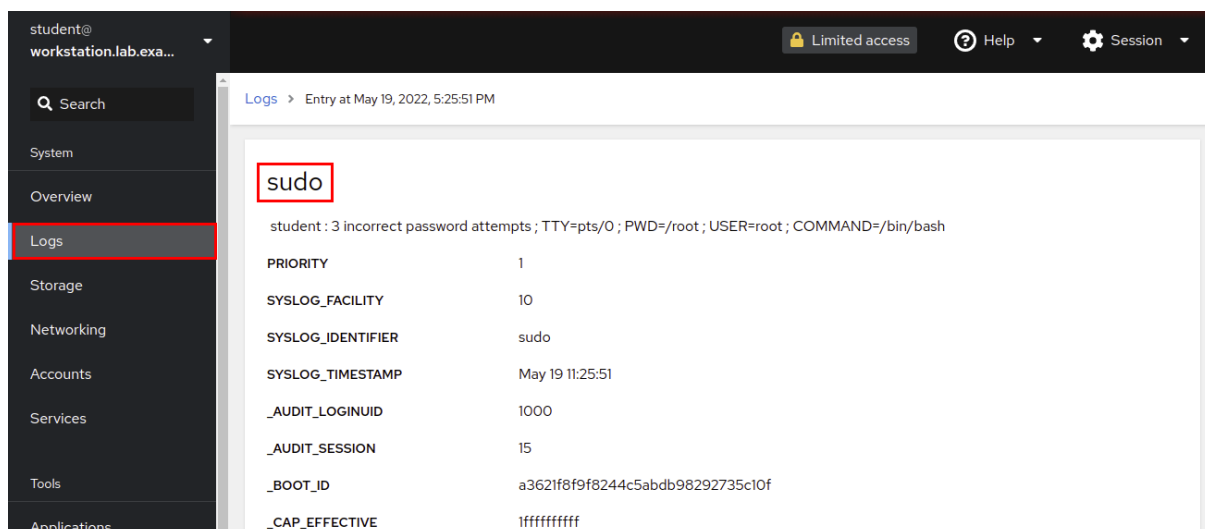 student@
workstation.lab.exa...
Limited access
Help
Session
Search
Logs > Entry at May 19, 2022, 5:25:51 PM
System
Overview
Logs
Storage
Networking
Accounts
Services
Tools
Applications
sudo
student : 3 incorrect password attempts ; TTY=pts/0 ; PWD=/root ; USER=root ; COMMAND=/bin/bash
PRIORITY 1
SYSLOG_FACILITY 10
SYSLOG_IDENTIFIER sudo
SYSLOG_TIMESTAMP May 19 11:25:51
_AUDIT_LOGINUID 1000
_AUDIT_SESSION 15
_BOOT_ID a3621f8f9f8244c5abdb98292735c10f
_CAP_EFFECTIVE 1ffffffffff